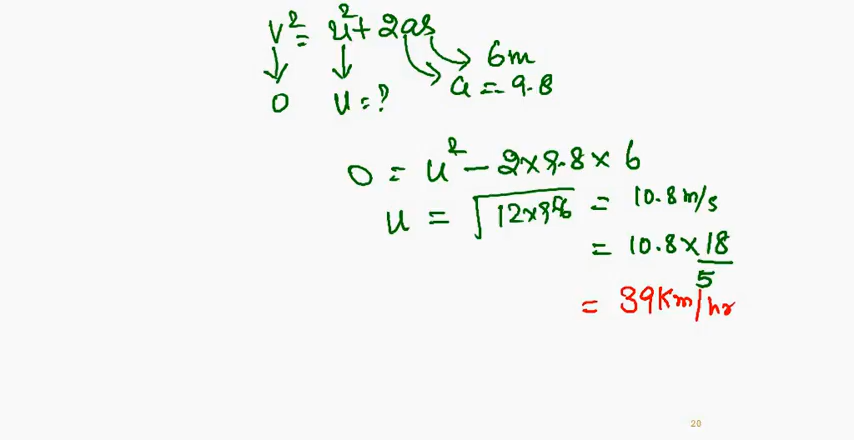 v² = u² + 2as
6m
a = 9.8
0 u = ?
0 = u² - 2×9.8×6
u = √12×9.8 = 10.8 m/s
= 10.8 × 18/5
= 39 Km/hr
20